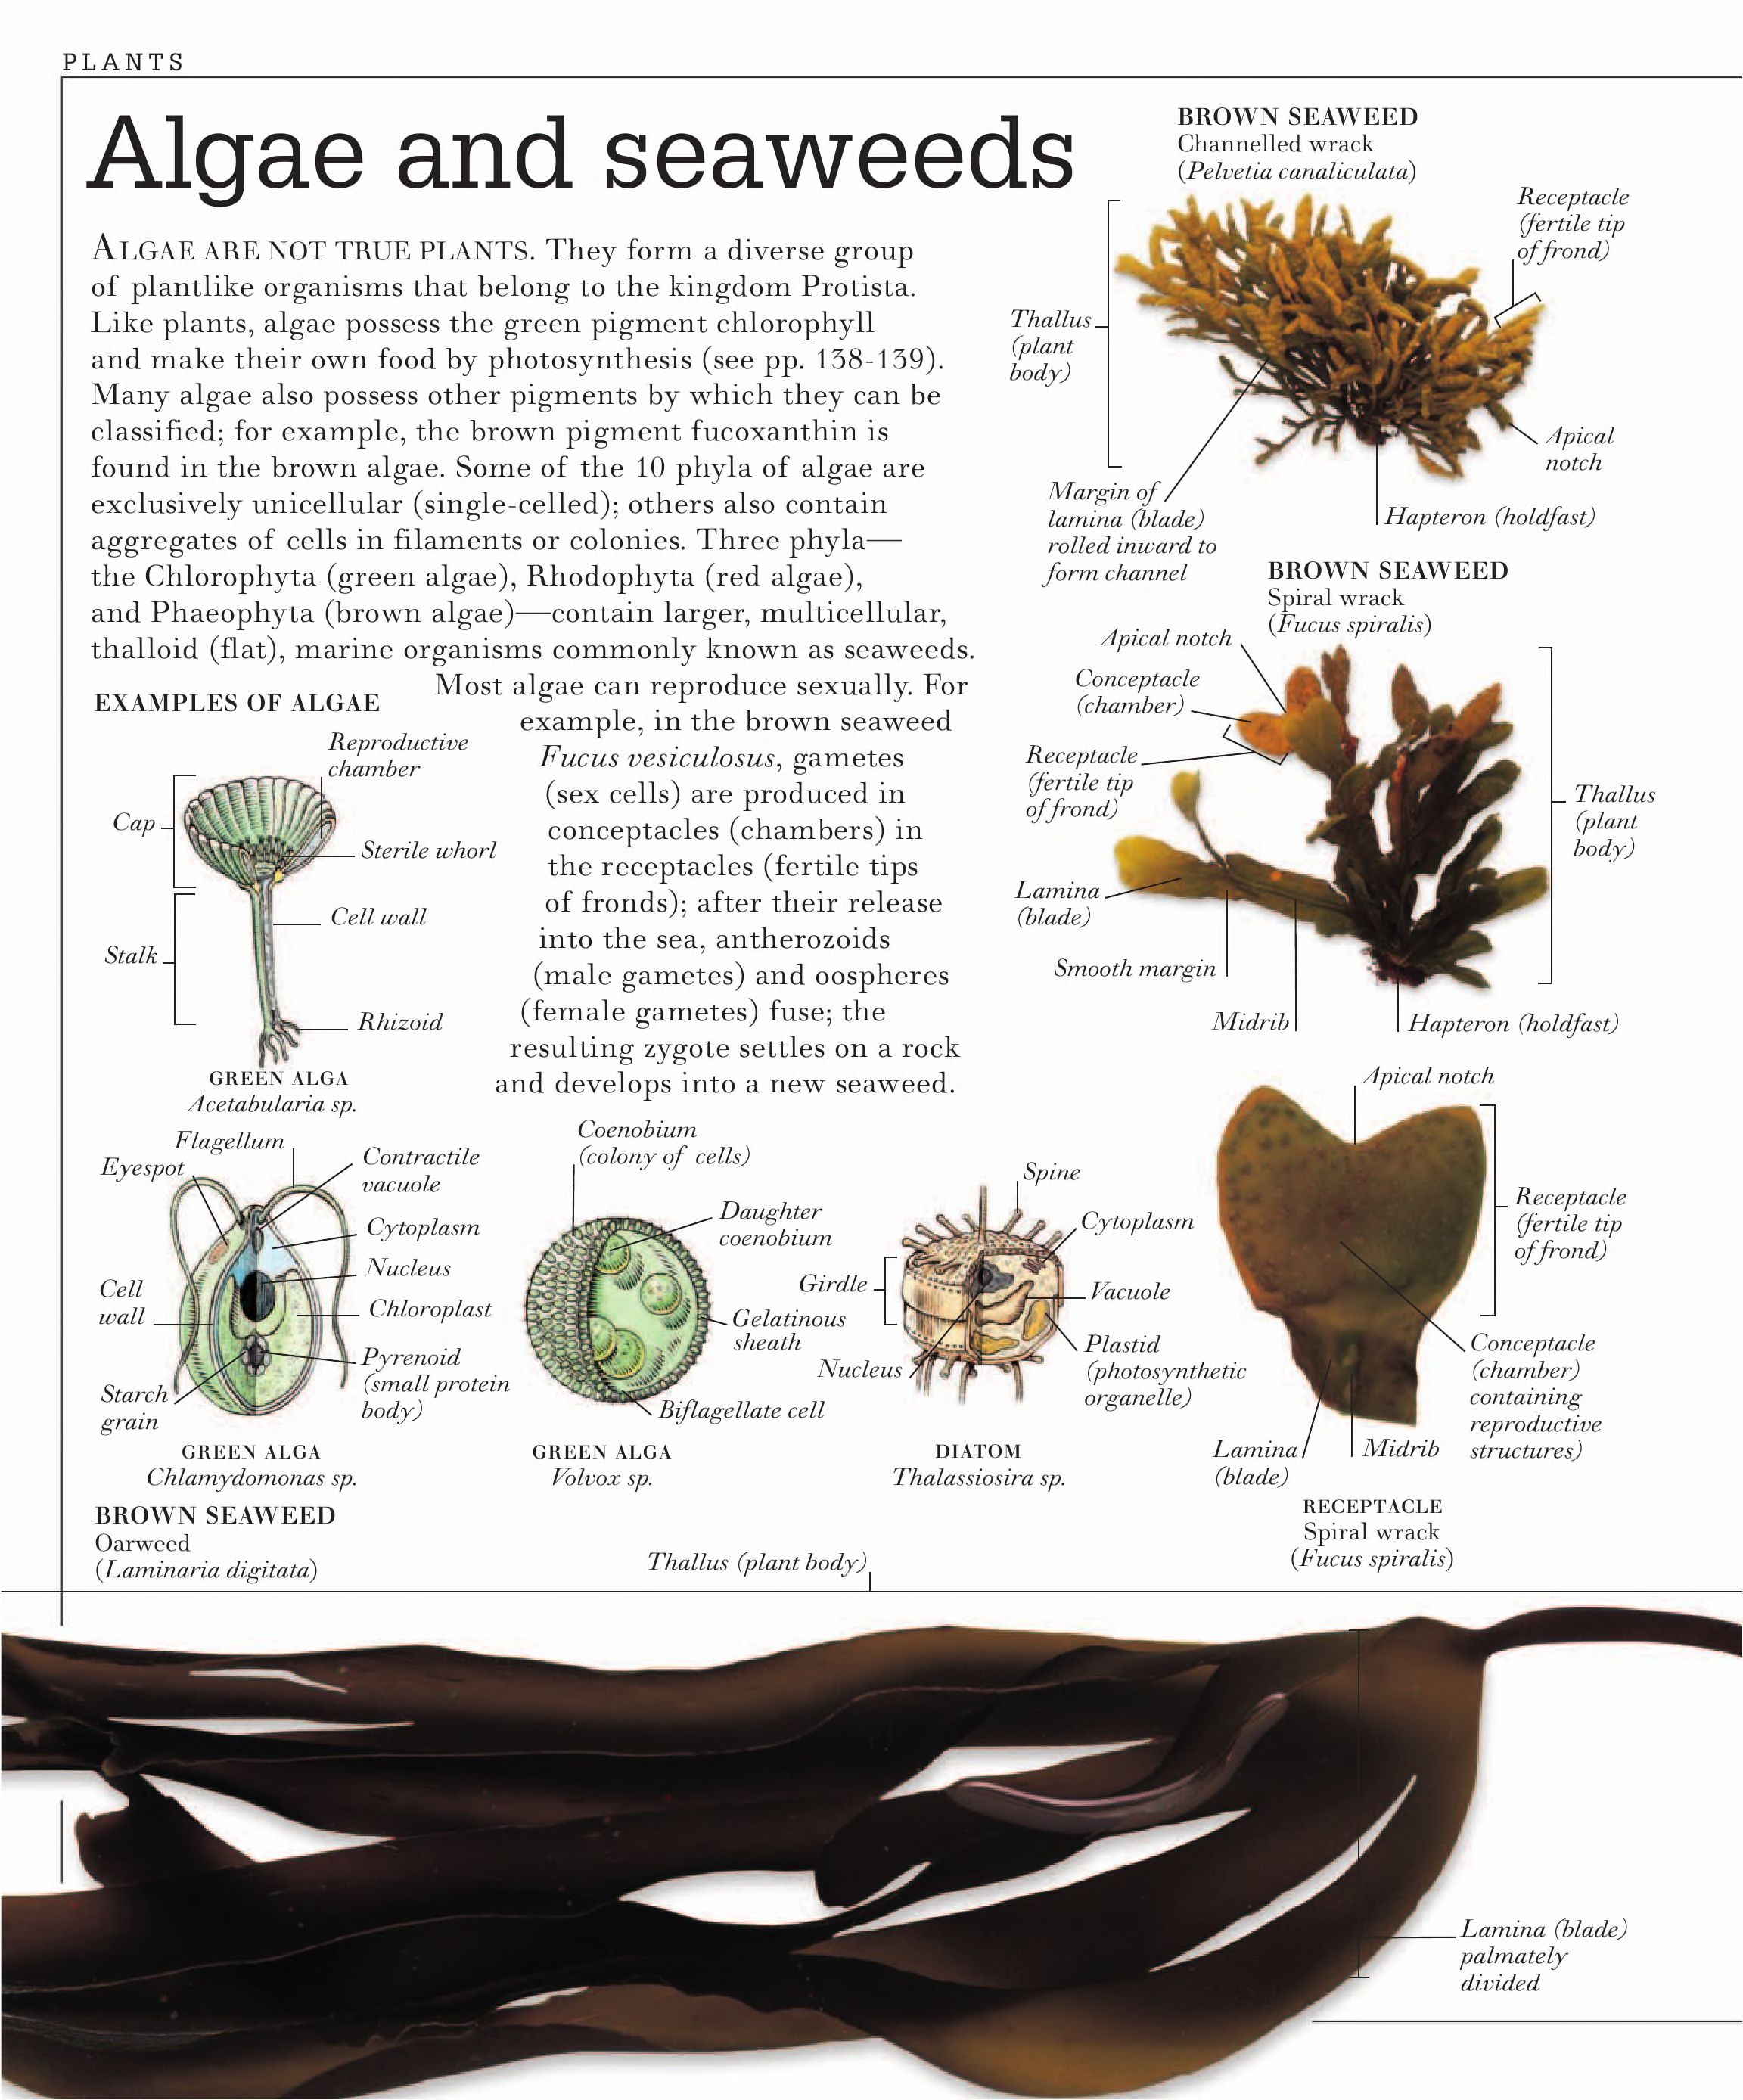 PLANTS
Algae and seaweeds
ALGAE ARE NOT TRUE PLANTS. They form a diverse group
of plantlike organisms that belong to the kingdom Protista.
Like plants, algae possess the green pigment chlorophyll
and make their own food by photosynthesis (see pp. 138-139).
Many algae also possess other pigments by which they can be
classified; for example, the brown pigment fucoxanthin is
found in the brown algae. Some of the 10 phyla of algae are
exclusively unicellular (single-celled); others also contain
aggregates of cells in filaments or colonies. Three phyla—
the Chlorophyta (green algae), Rhodophyta (red algae),
and Phaeophyta (brown algae)—contain larger, multicellular,
thalloid (flat), marine organisms commonly known as seaweeds.
Most algae can reproduce sexually. For
example, in the brown seaweed
Fucus vesiculosus, gametes
(sex cells) are produced in
conceptacles (chambers) in
the receptacles (fertile tips
of fronds); after their release
into the sea, antherozoids
(male gametes) and oospheres
(female gametes) fuse; the
resulting zygote settles on a rock
and develops into a new seaweed.
BROWN SEAWEED
Channelled wrack
(Pelvetia canaliculata)
Receptacle
(fertile tip
of frond)
Thallus
(plant
body)
Apical
notch
Margin of
lamina (blade)
rolled inward to
form channel
Hapteron (holdfast)
BROWN SEAWEED
Spiral wrack
(Fucus spiralis)
Apical notch
Conceptacle
(chamber)
Receptacle
(fertile tip
of frond)
Thallus
(plant
body)
Lamina
(blade)
Smooth margin
Midrib
Hapteron (holdfast)
EXAMPLES OF ALGAE
Reproductive
chamber
Cap
Sterile whorl
Cell wall
Stalk
Rhizoid
GREEN ALGA
Acetabularia sp.
Flagellum
Eyespot
Contractile
vacuole
Cytoplasm
Nucleus
Cell
wall
Chloroplast
Pyrenoid
(small protein
body)
Starch
grain
GREEN ALGA
Chlamydomonas sp.
Coenobium
(colony of cells)
Daughter
coenobium
Gelatinous
sheath
Biflagellate cell
GREEN ALGA
Volvox sp.
Spine
Cytoplasm
Girdle
Vacuole
Nucleus
Plastid
(photosynthetic
organelle)
DIATOM
Thalassiosira sp.
Apical notch
Receptacle
(fertile tip
of frond)
Conceptacle
(chamber)
containing
reproductive
structures)
Lamina
(blade)
Midrib
RECEPTACLE
Spiral wrack
(Fucus spiralis)
BROWN SEAWEED
Oarweed
(Laminaria digitata)
Thallus (plant body)
Lamina (blade)
palmately
divided